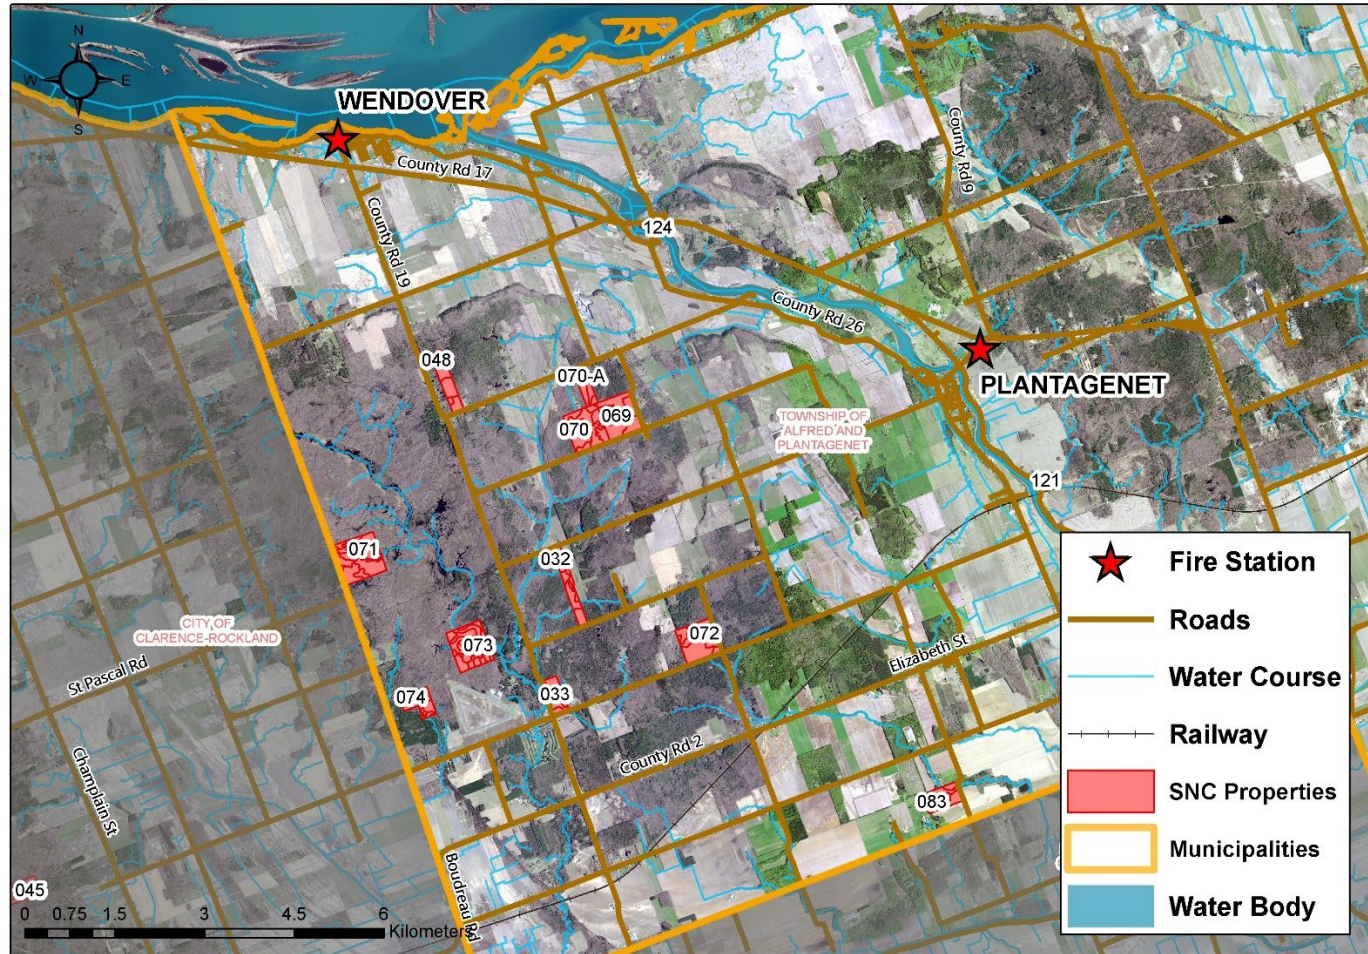 N
W E
S
WENDOVER
County Rd 17
County Rd 9
County Rd 19
124
County Rd 26
048
070-A
PLANTAGENET
069
070
TOWNSHIP OF
ALFRED AND
PLANTAGENET
121
071
032
CITY OF
CLARENCE-ROCKLAND
073
072
Elizabeth St
St Pascal Rd
074
033
County Rd 2
Champlain St
083
Boudreau Rd
045
0 0.75 1.5 3 4.5 6
Kilometers
Fire Station
Roads
Water Course
Railway
SNC Properties
Municipalities
Water Body